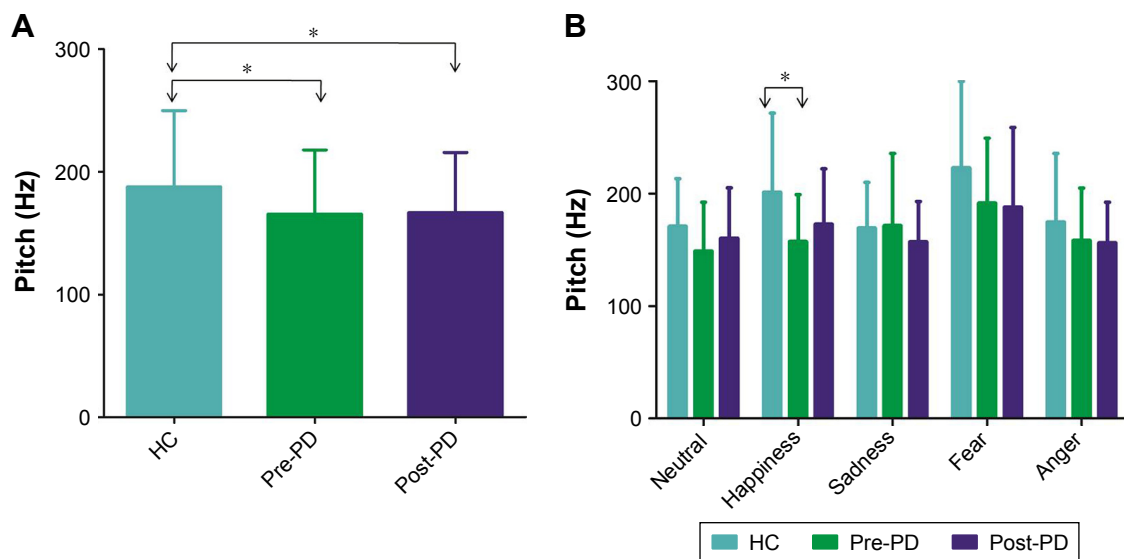 A
*
*
300
200
100
0
Pitch (Hz)
HC
Pre-PD
Post-PD
B
*
300
200
100
0
Pitch (Hz)
Neutral
Happiness
Sadness
Fear
Anger
HC Pre-PD Post-PD